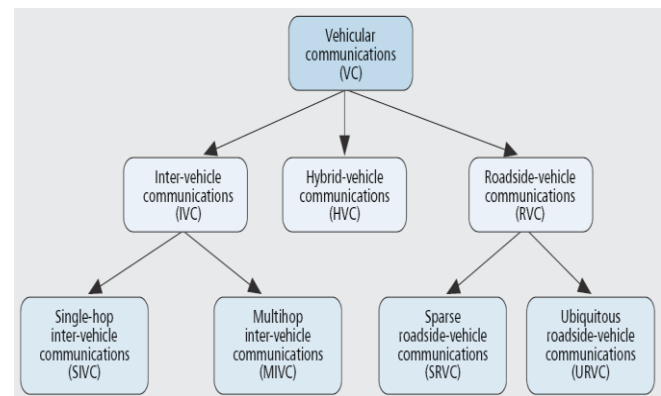 Vehicular
communications
(VC)
Inter-vehicle
communications
(IVC)
Hybrid-vehicle
communications
(HVC)
Roadside-vehicle
communications
(RVC)
Single-hop
inter-vehicle
communications
(SIVC)
Multihop
inter-vehicle
communications
(MIVC)
Sparse
roadside-vehicle
communications
(SRVC)
Ubiquitous
roadside-vehicle
communications
(URVC)